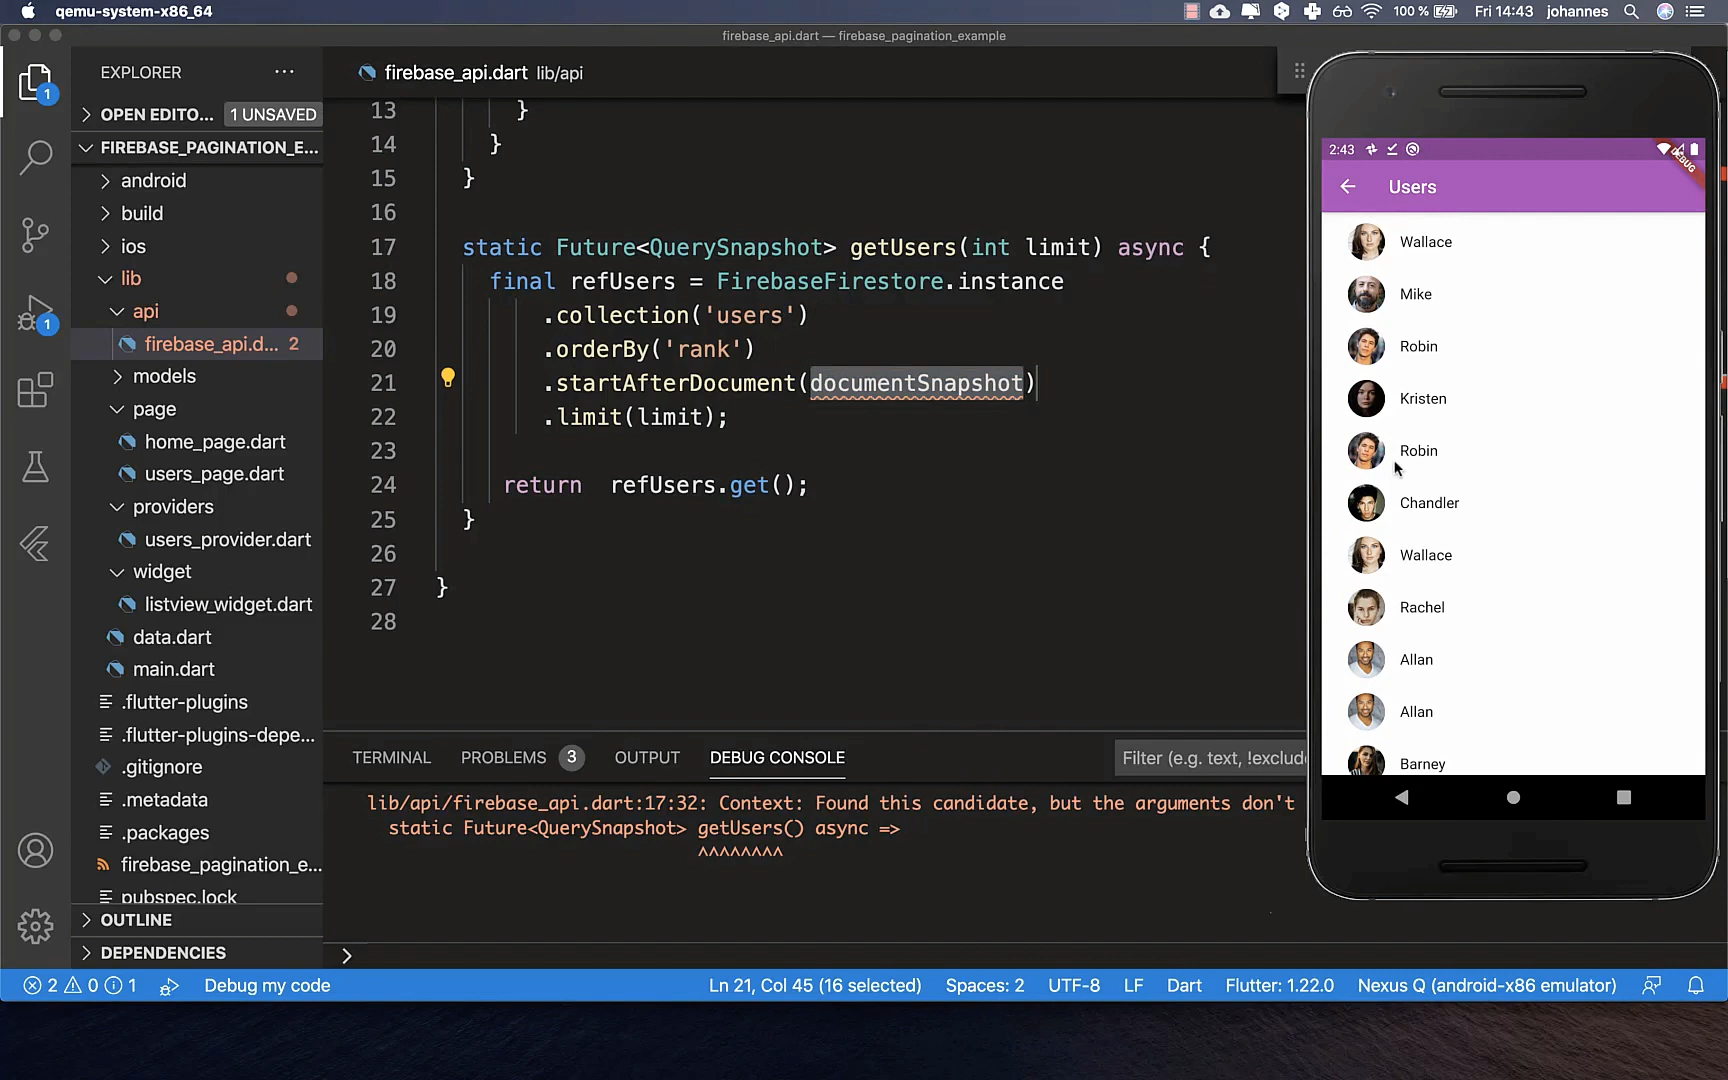 qemu-system-x86_64
100 %
Fri 14:43
johannes
firebase_api.dart — firebase_pagination_example
EXPLORER
OPEN EDITO...
1 UNSAVED
FIREBASE_PAGINATION_E...
android
build
ios
lib
api
firebase_api.d...
2
models
page
home_page.dart
users_page.dart
providers
users_provider.dart
widget
listview_widget.dart
data.dart
main.dart
.flutter-plugins
.flutter-plugins-depe...
.gitignore
.metadata
.packages
firebase_pagination_e...
pubspec.lock
OUTLINE
DEPENDENCIES
1
1
firebase_api.dart lib/api
13 }
14 }
15 }
16
17 static Future<QuerySnapshot> getUsers(int limit) async {
18 final refUsers = FirebaseFirestore.instance
19 .collection('users')
20 .orderBy('rank')
21 .startAfterDocument(documentSnapshot)
22 .limit(limit);
23
24 return  refUsers.get();
25 }
26
27 }
28
TERMINAL
PROBLEMS
3
OUTPUT
DEBUG CONSOLE
Filter (e.g. text, !exclude
lib/api/firebase_api.dart:17:32: Context: Found this candidate, but the arguments don't
static Future<QuerySnapshot> getUsers() async =>
^^^^^^^^
2:43
DEBUG
Users
Wallace
Mike
Robin
Kristen
Robin
Chandler
Wallace
Rachel
Allan
Allan
Barney
2
0
1
Debug my code
Ln 21, Col 45 (16 selected)
Spaces: 2
UTF-8
LF
Dart
Flutter: 1.22.0
Nexus Q (android-x86 emulator)